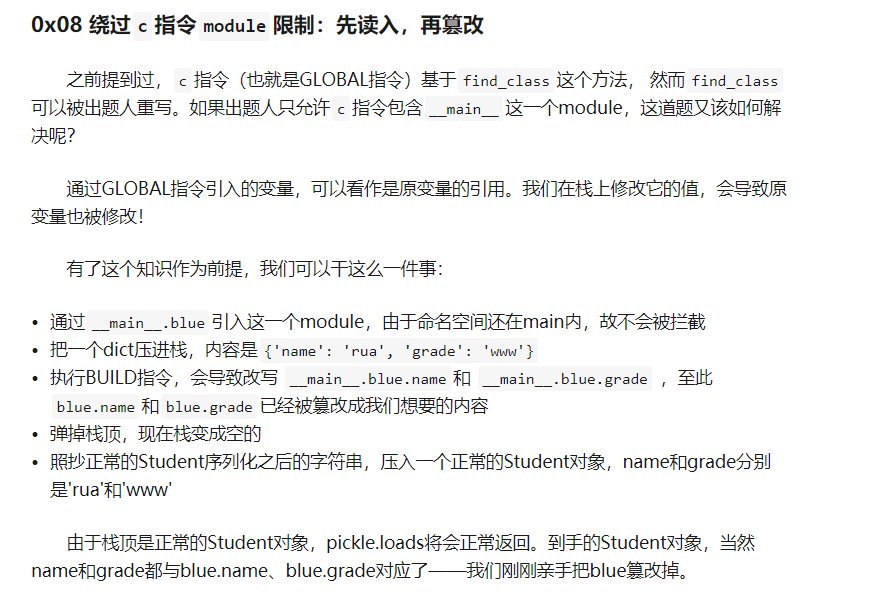 0x08 绕过 c 指令 module 限制：先读入，再篡改
之前提到过， c 指令（也就是GLOBAL指令）基于 find_class 这个方法， 然而 find_class
可以被出题人重写。如果出题人只允许 c 指令包含 __main__ 这一个module，这道题又该如何解
决呢？
通过GLOBAL指令引入的变量，可以看作是原变量的引用。我们在栈上修改它的值，会导致原
变量也被修改！
有了这个知识作为前提，我们可以干这么一件事：
• 通过 __main__.blue 引入这一个module，由于命名空间还在main内，故不会被拦截
• 把一个dict压进栈，内容是 {'name': 'rua', 'grade': 'www'}
• 执行BUILD指令，会导致改写 __main__.blue.name 和 __main__.blue.grade ，至此
blue.name 和 blue.grade 已经被篡改成我们想要的内容
• 弹掉栈顶，现在栈变成空的
• 照抄正常的Student序列化之后的字符串，压入一个正常的Student对象，name和grade分别
是'rua'和'www'
由于栈顶是正常的Student对象，pickle.loads将会正常返回。到手的Student对象，当然
name和grade都与blue.name、blue.grade对应了——我们刚刚亲手把blue篡改掉。